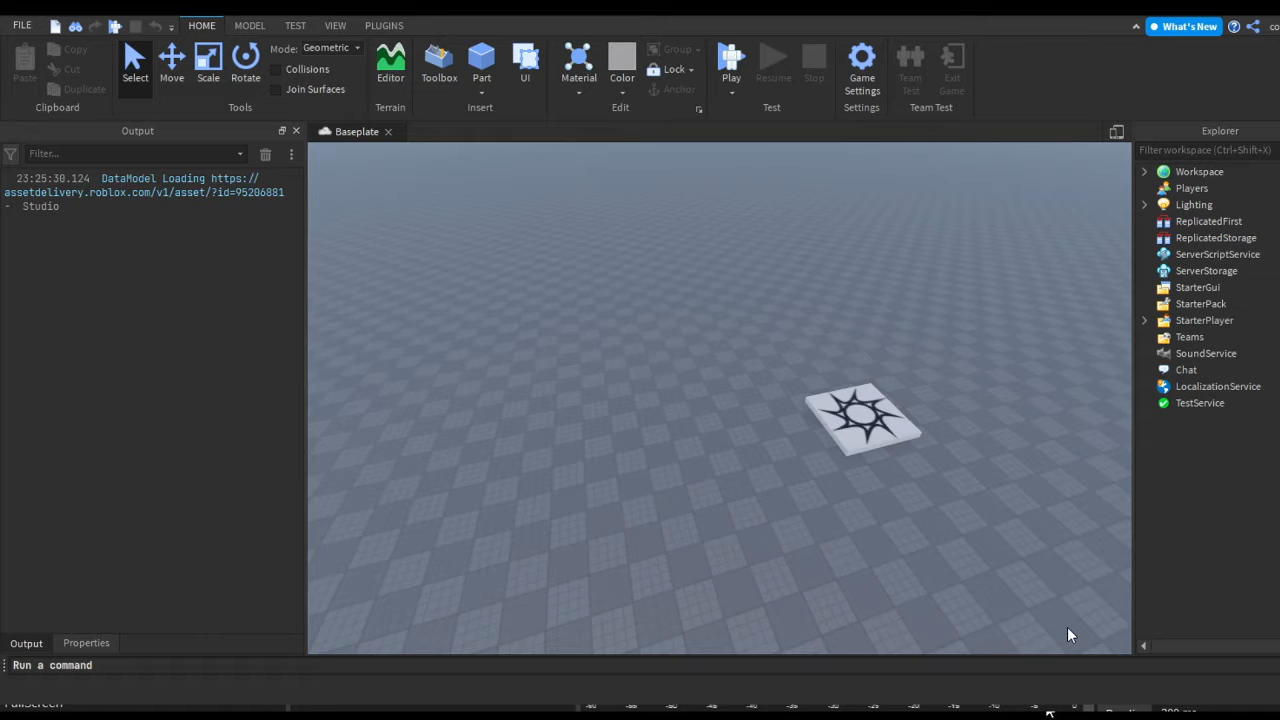 FILE HOME MODEL TEST VIEW PLUGINS What's New co
Paste Copy Cut Duplicate Select Move Scale Rotate Mode: Geometric Collisions Join Surfaces Editor Toolbox Part UI Material Color Group Lock Anchor Play Resume Stop Game Settings Team Test Exit Game
Clipboard Tools Terrain Insert Edit Test Settings Team Test
Output Baseplate Explorer
Filter... Filter workspace (Ctrl+Shift+X)
23:25:30.124 DataModel Loading https://
assetdelivery.roblox.com/v1/asset/?id=95206881
- Studio
Workspace
Players
Lighting
ReplicatedFirst
ReplicatedStorage
ServerScriptService
ServerStorage
StarterGui
StarterPack
StarterPlayer
Teams
SoundService
Chat
LocalizationService
TestService
Output Properties
Run a command